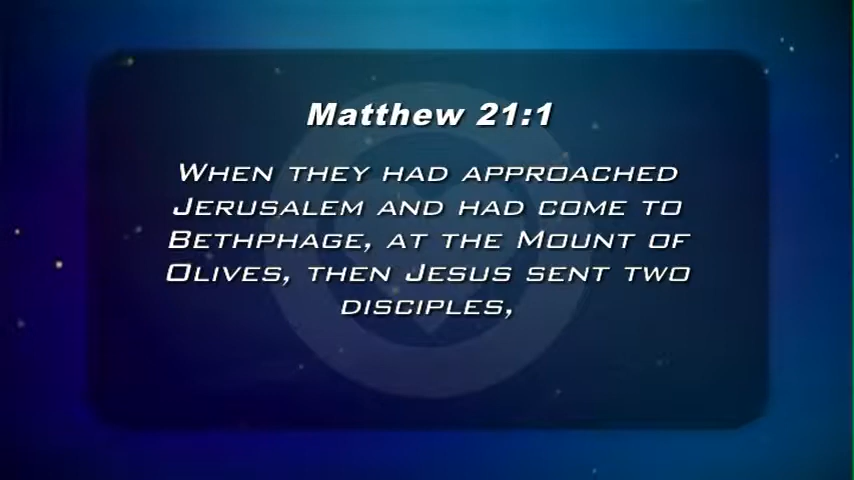 Matthew 21:1
When they had approached
Jerusalem and had come to
Bethphage, at the Mount of
Olives, then Jesus sent two
disciples,